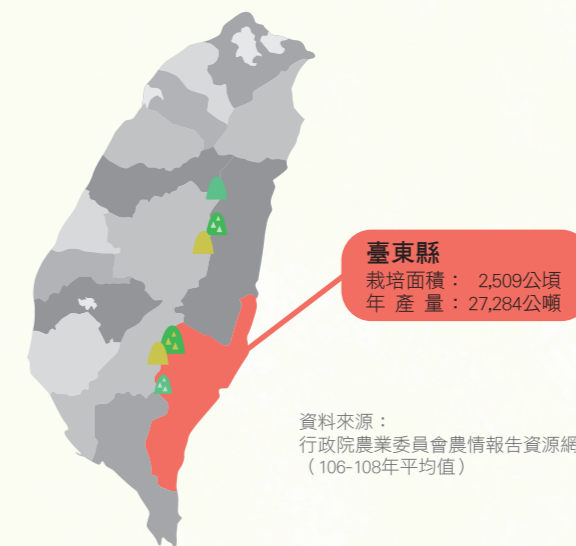 臺東縣
栽培面積： 2,509公頃
年 產 量：27,284公噸
資料來源：
行政院農業委員會農情報告資源網
（106-108年平均值）